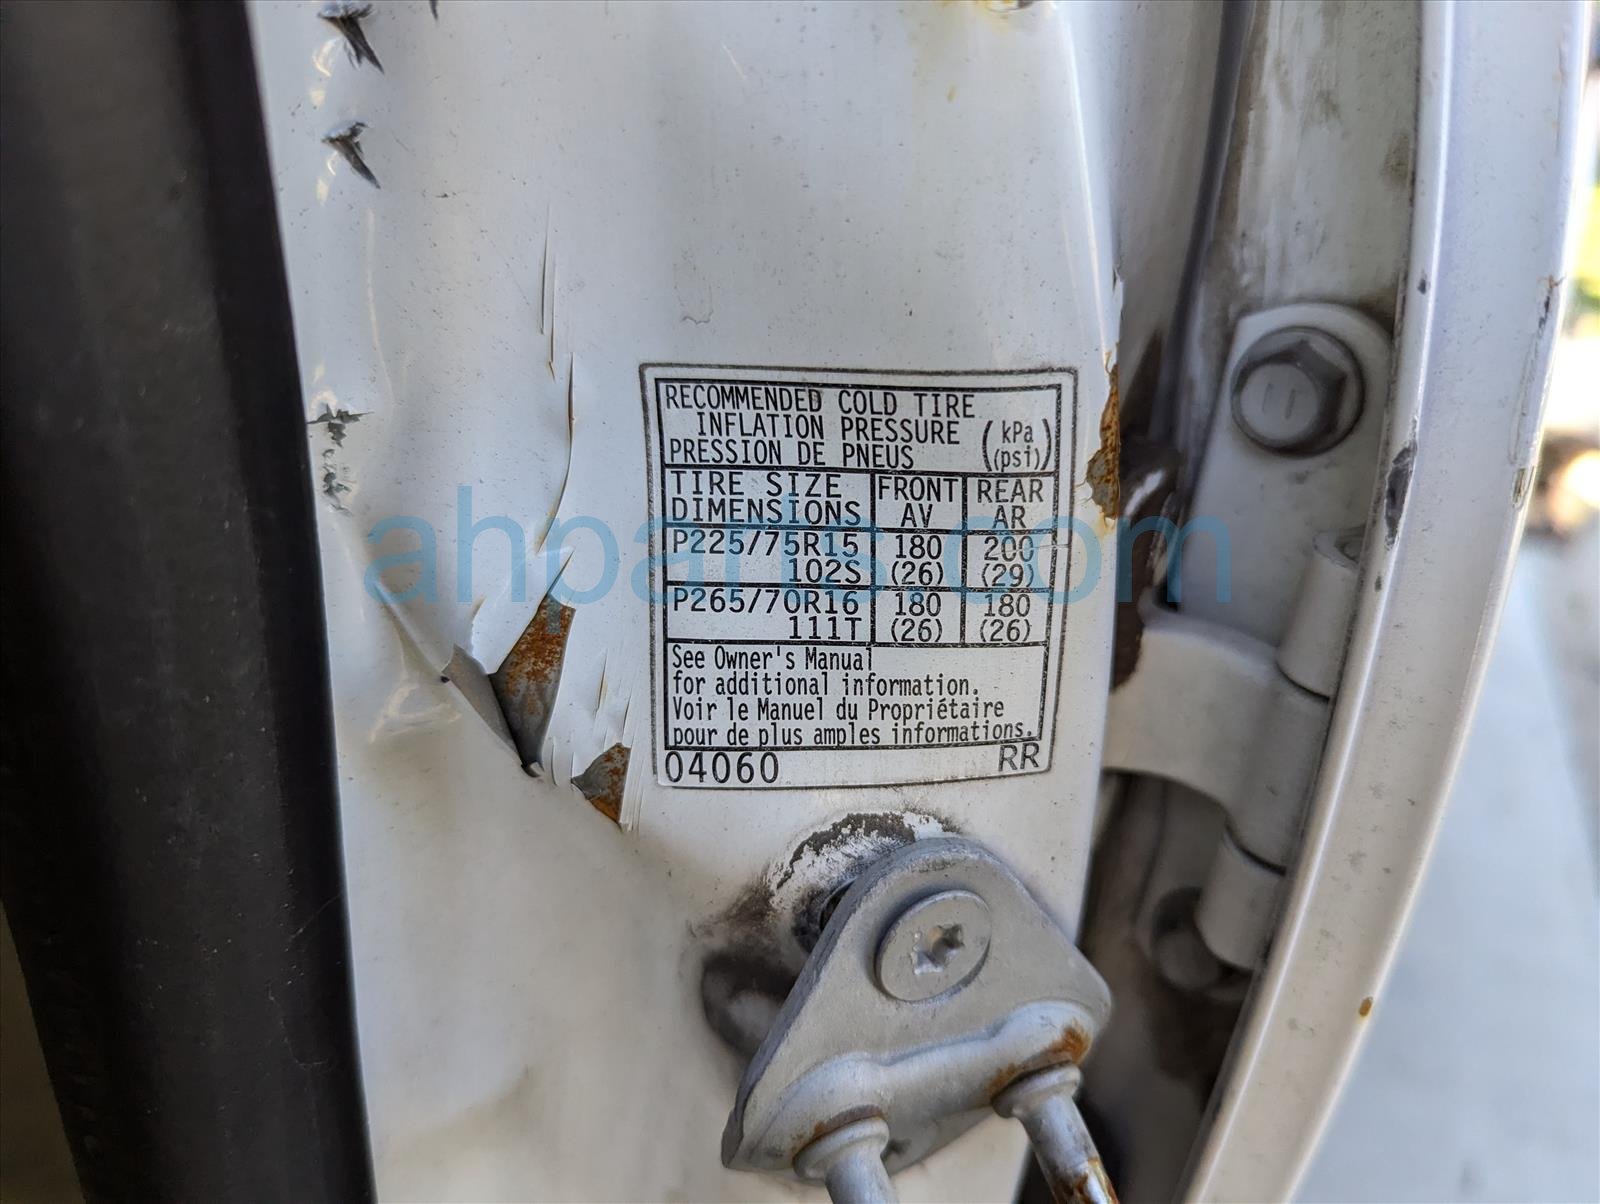 RECOMMENDED COLD TIRE
INFLATION PRESSURE (kPa
PRESSION DE PNEUS (psi))
TIRE SIZE FRONT REAR
DIMENSIONS AV AR
P225/75R15 180 200
102S (26) (29)
P265/70R16 180 180
111T (26) (26)
See Owner's Manual
for additional information.
Voir le Manuel du Propriétaire
pour de plus amples informations.
04060 RR
ahparts.com